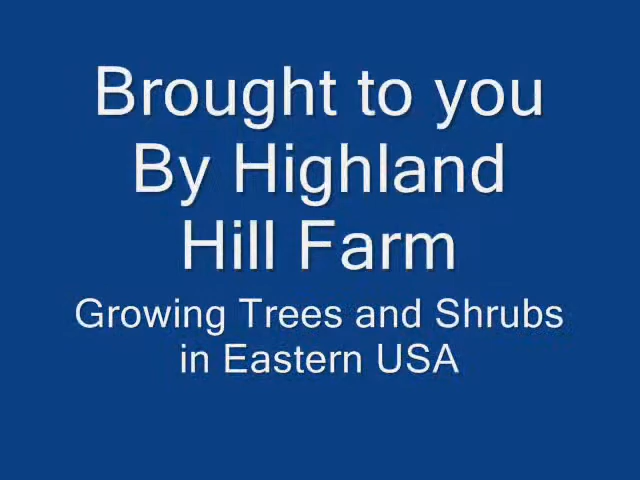 Brought to you
By Highland
Hill Farm
Growing Trees and Shrubs
in Eastern USA